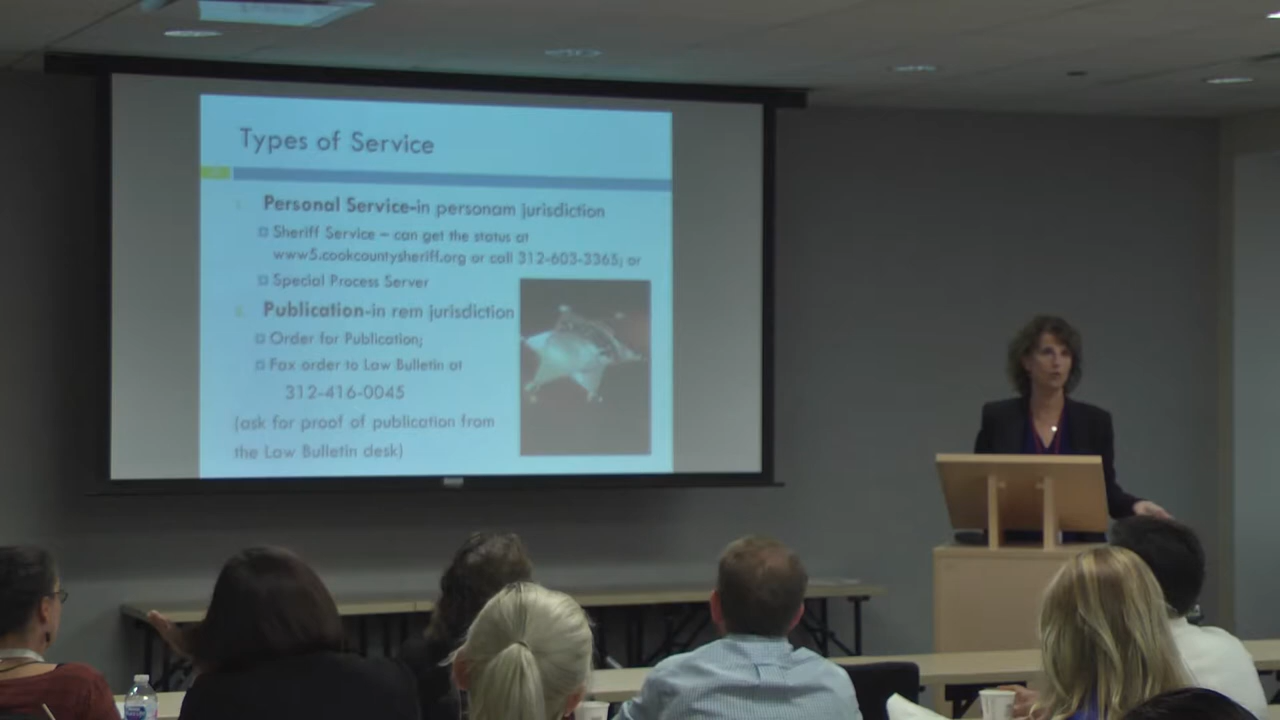 Types of Service
Personal Service-in personam jurisdiction
Sheriff Service – can get the status at
www5.cookcountysheriff.org or call 312-603-3365; or
Special Process Server
Publication-in rem jurisdiction
Order for Publication;
Fax order to Law Bulletin at
312-416-0045
(ask for proof of publication from
the Law Bulletin desk)